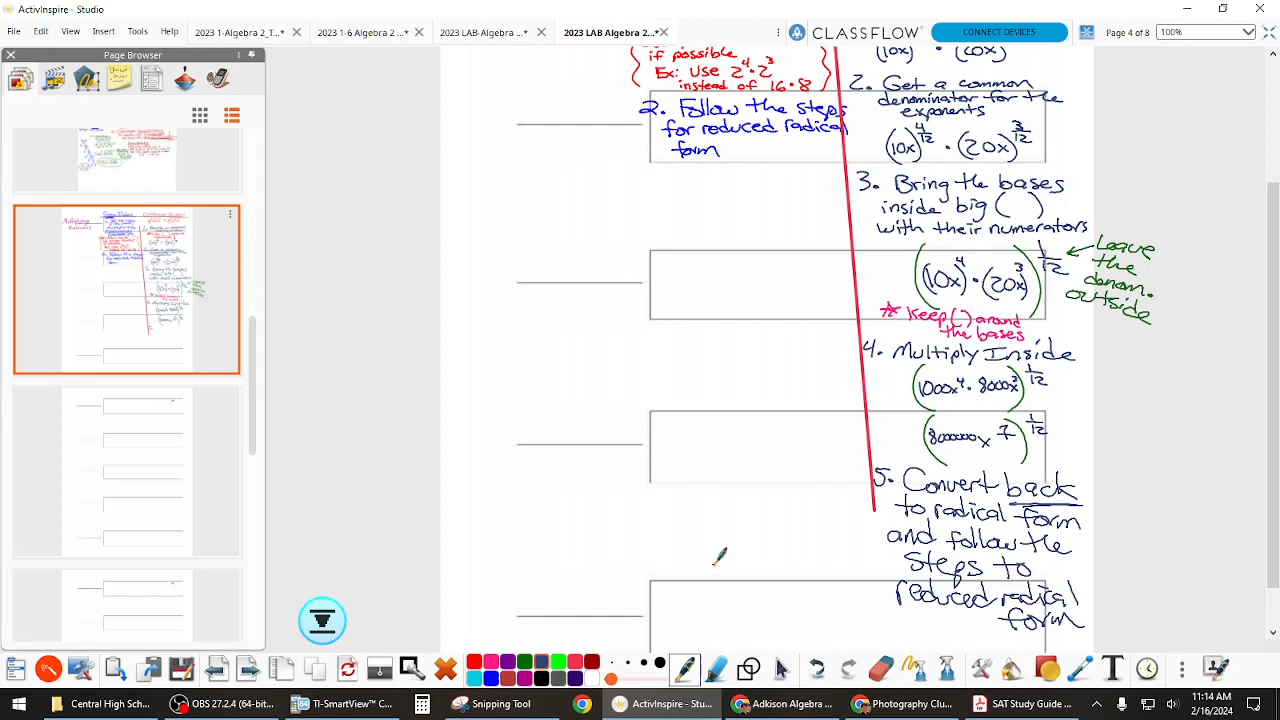 ActivInspire - Studio
File Edit View Insert Tools Help
2023 1-Algebra 2_T...*
2023 1-6 Algebra 2 ...*
2023 LAB-Algebra ...*
2023 LAB Algebra 2...*
CLASSFLOW
CONNECT DEVICES
Page 4 of 8
100%
Page Browser
if possible
Ex: Use 2⁴·2³
instead of 16·8
2. Follow the steps
for reduced radical
form
(10x) · (20x)
2. Get a common
denominator for the
exponents
(10x)^4/12 · (20x)^3/12
3. Bring the bases
inside big ( )
with their numerators
((10x)⁴ · (20x)³)^1/12
← Leave
the
denom.
outside
* Keep ( ) around
the bases
4. Multiply Inside
(1000x⁴ · 8000x³)^1/12
5. Convert back
to radical form
and follow the
steps to
reduced radical
form
Central High School ...
OBS 27.2.4 (64-bit...
TI-SmartView™ C...
Snipping Tool
ActivInspire - Stu...
Adkison Algebra ...
Photography Clu...
SAT Study Guide ...
11:14 AM
2/16/2024